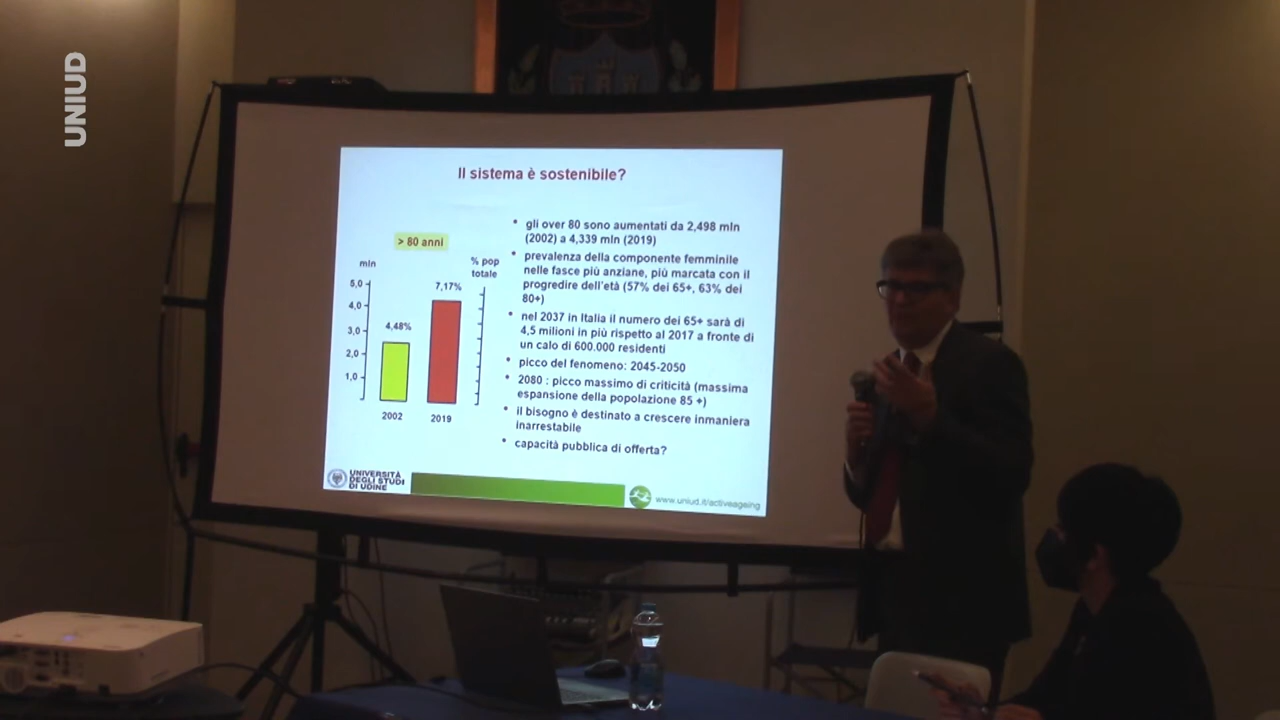 UNIUD
Il sistema è sostenibile?
> 80 anni
mln
% pop
totale
5,0
4,0
3,0
2,0
1,0
4,48%
7,17%
2002
2019
• gli over 80 sono aumentati da 2,498 mln
(2002) a 4,339 mln (2019)
• prevalenza della componente femminile
nelle fasce più anziane, più marcata con il
progredire dell'età (57% dei 65+, 63% dei
80+)
• nel 2037 in Italia il numero dei 65+ sarà di
4,5 milioni in più rispetto al 2017 a fronte di
un calo di 600.000 residenti
• picco del fenomeno: 2045-2050
• 2080 : picco massimo di criticità (massima
espansione della popolazione 85 +)
• il bisogno è destinato a crescere inmaniera
inarrestabile
• capacità pubblica di offerta?
UNIVERSITÀ
DEGLI STUDI
DI UDINE
www.uniud.it/activeageing